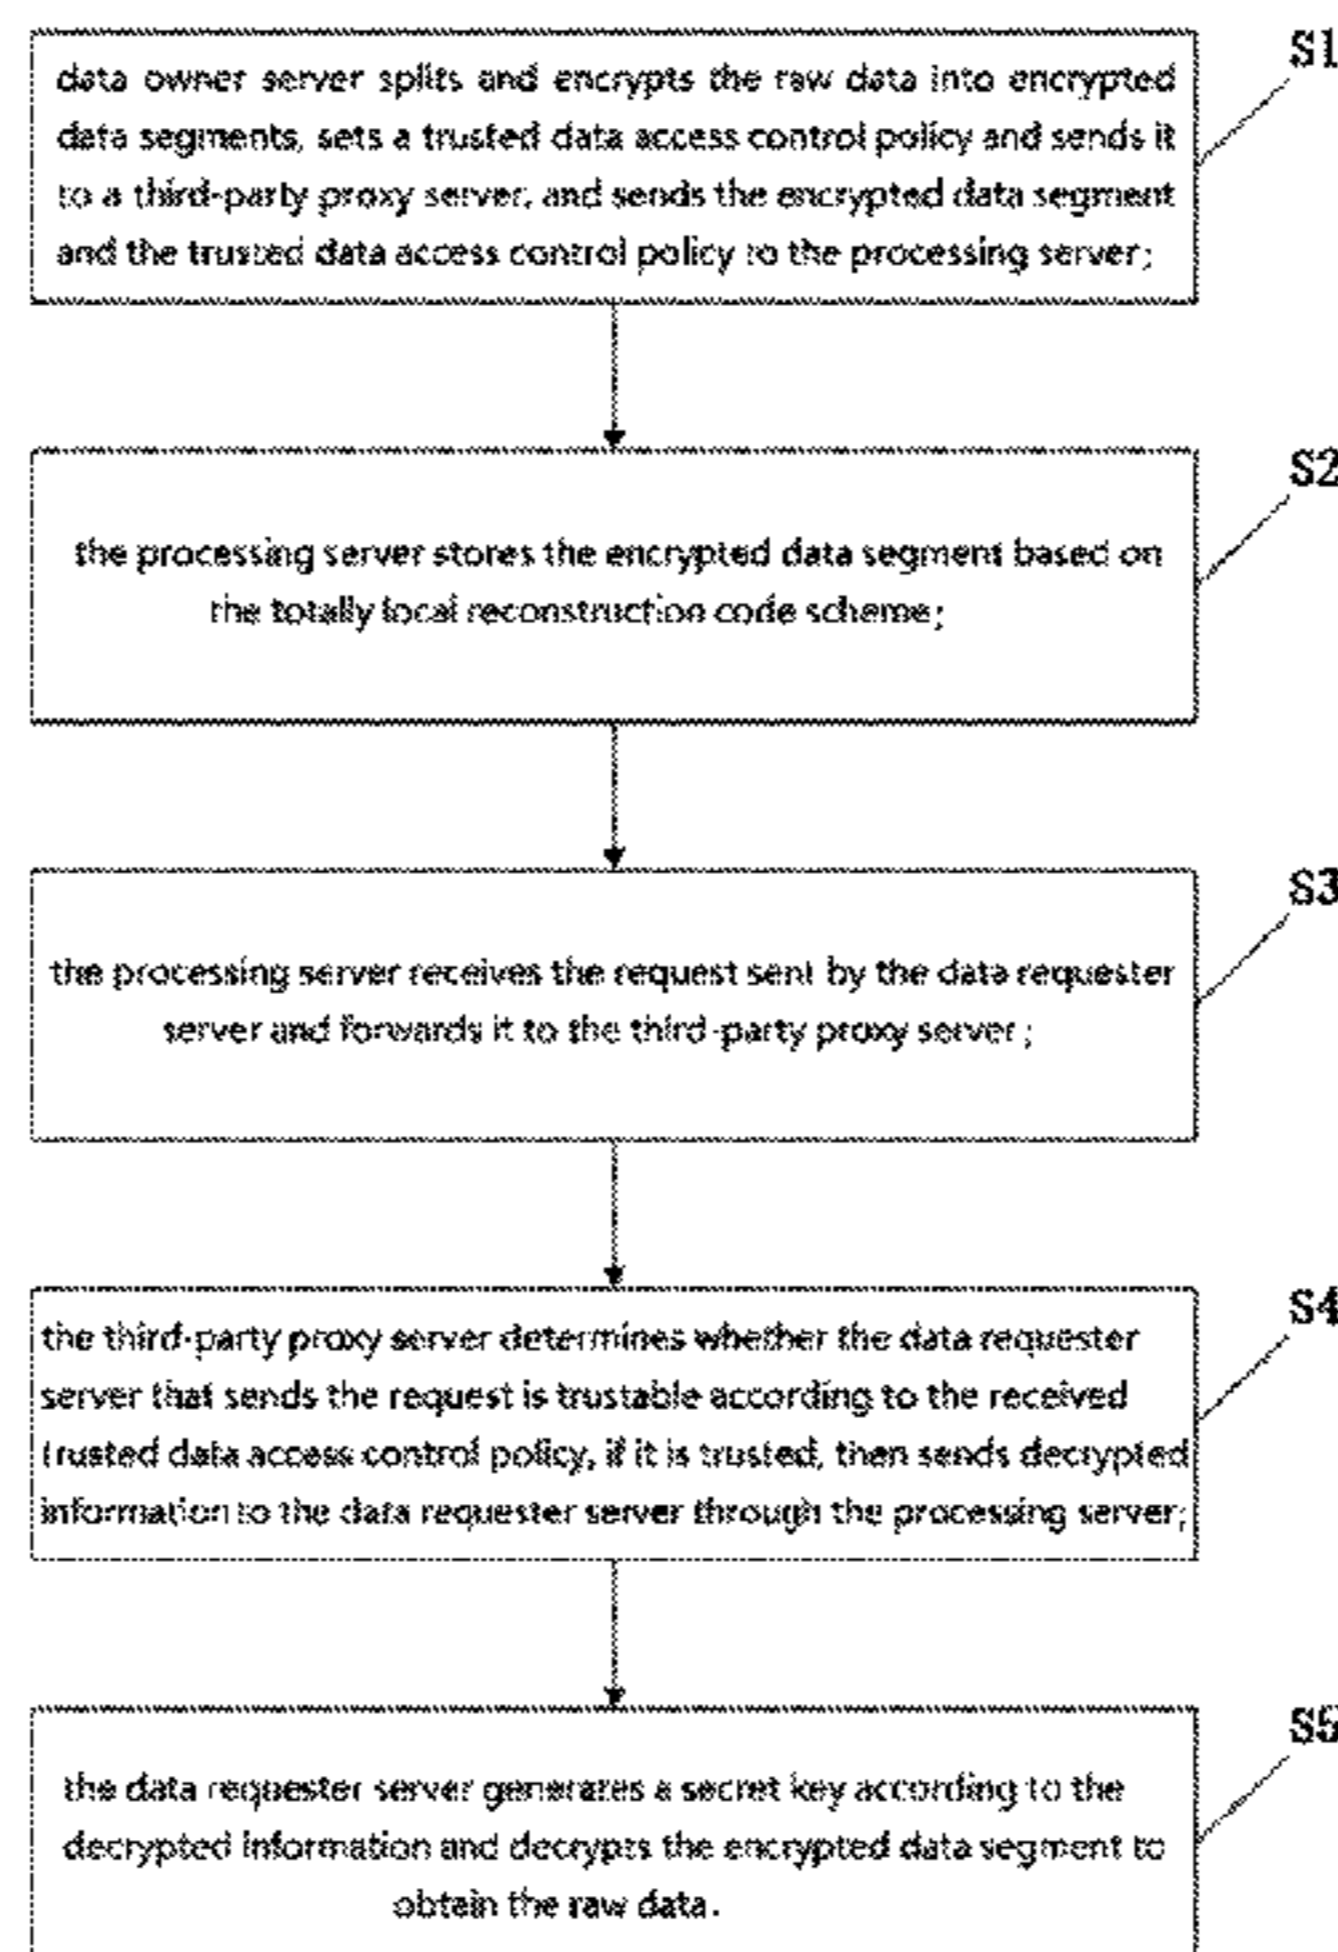 S1
data owner server splits and encrypts the raw data into encrypted
data segments, sets a trusted data access control policy and sends it
to a third-party proxy server, and sends the encrypted data segment
and the trusted data access control policy to the processing server;
S2
the processing server stores the encrypted data segment based on
the totally local reconstruction code scheme;
S3
the processing server receives the request sent by the data requester
server and forwards it to the third-party proxy server;
S4
the third-party proxy server determines whether the data requester
server that sends the request is trustable according to the received
trusted data access control policy, if it is trusted, then sends decrypted
information to the data requester server through the processing server;
S5
the data requester server generates a secret key according to the
decrypted information and decrypts the encrypted data segment to
obtain the raw data.